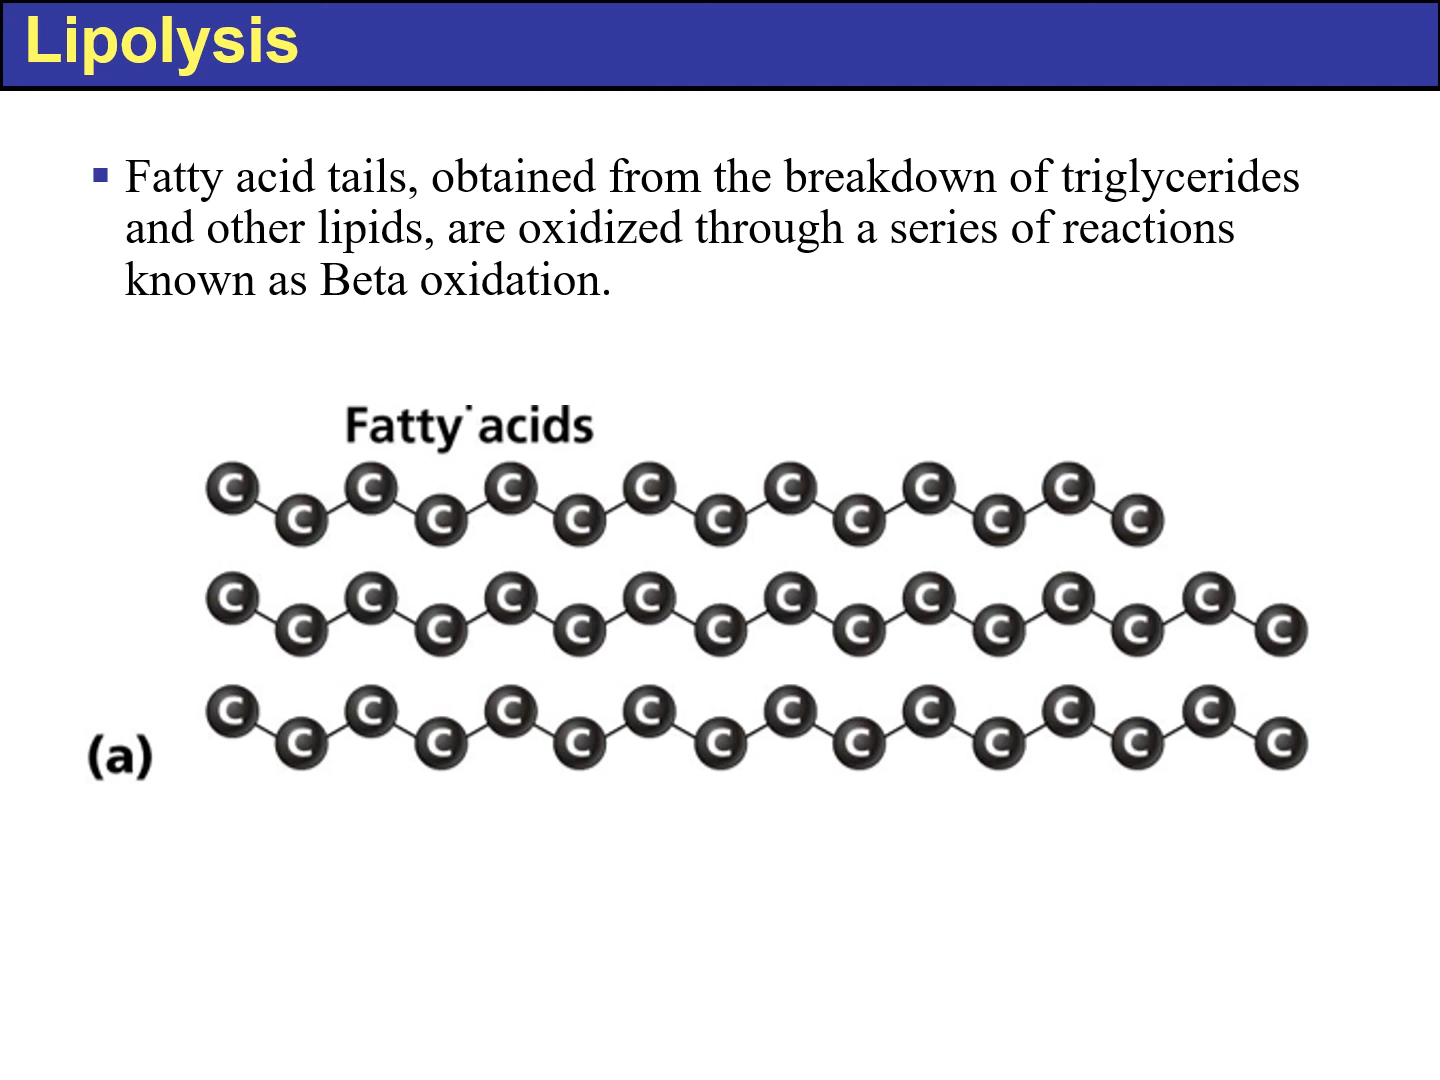 Lipolysis
▪ Fatty acid tails, obtained from the breakdown of triglycerides
and other lipids, are oxidized through a series of reactions
known as Beta oxidation.
Fatty acids
C C C C C C C C C C C C C C
C C C C C C C C C C C C C C C C
C C C C C C C C C C C C C C C C
(a)